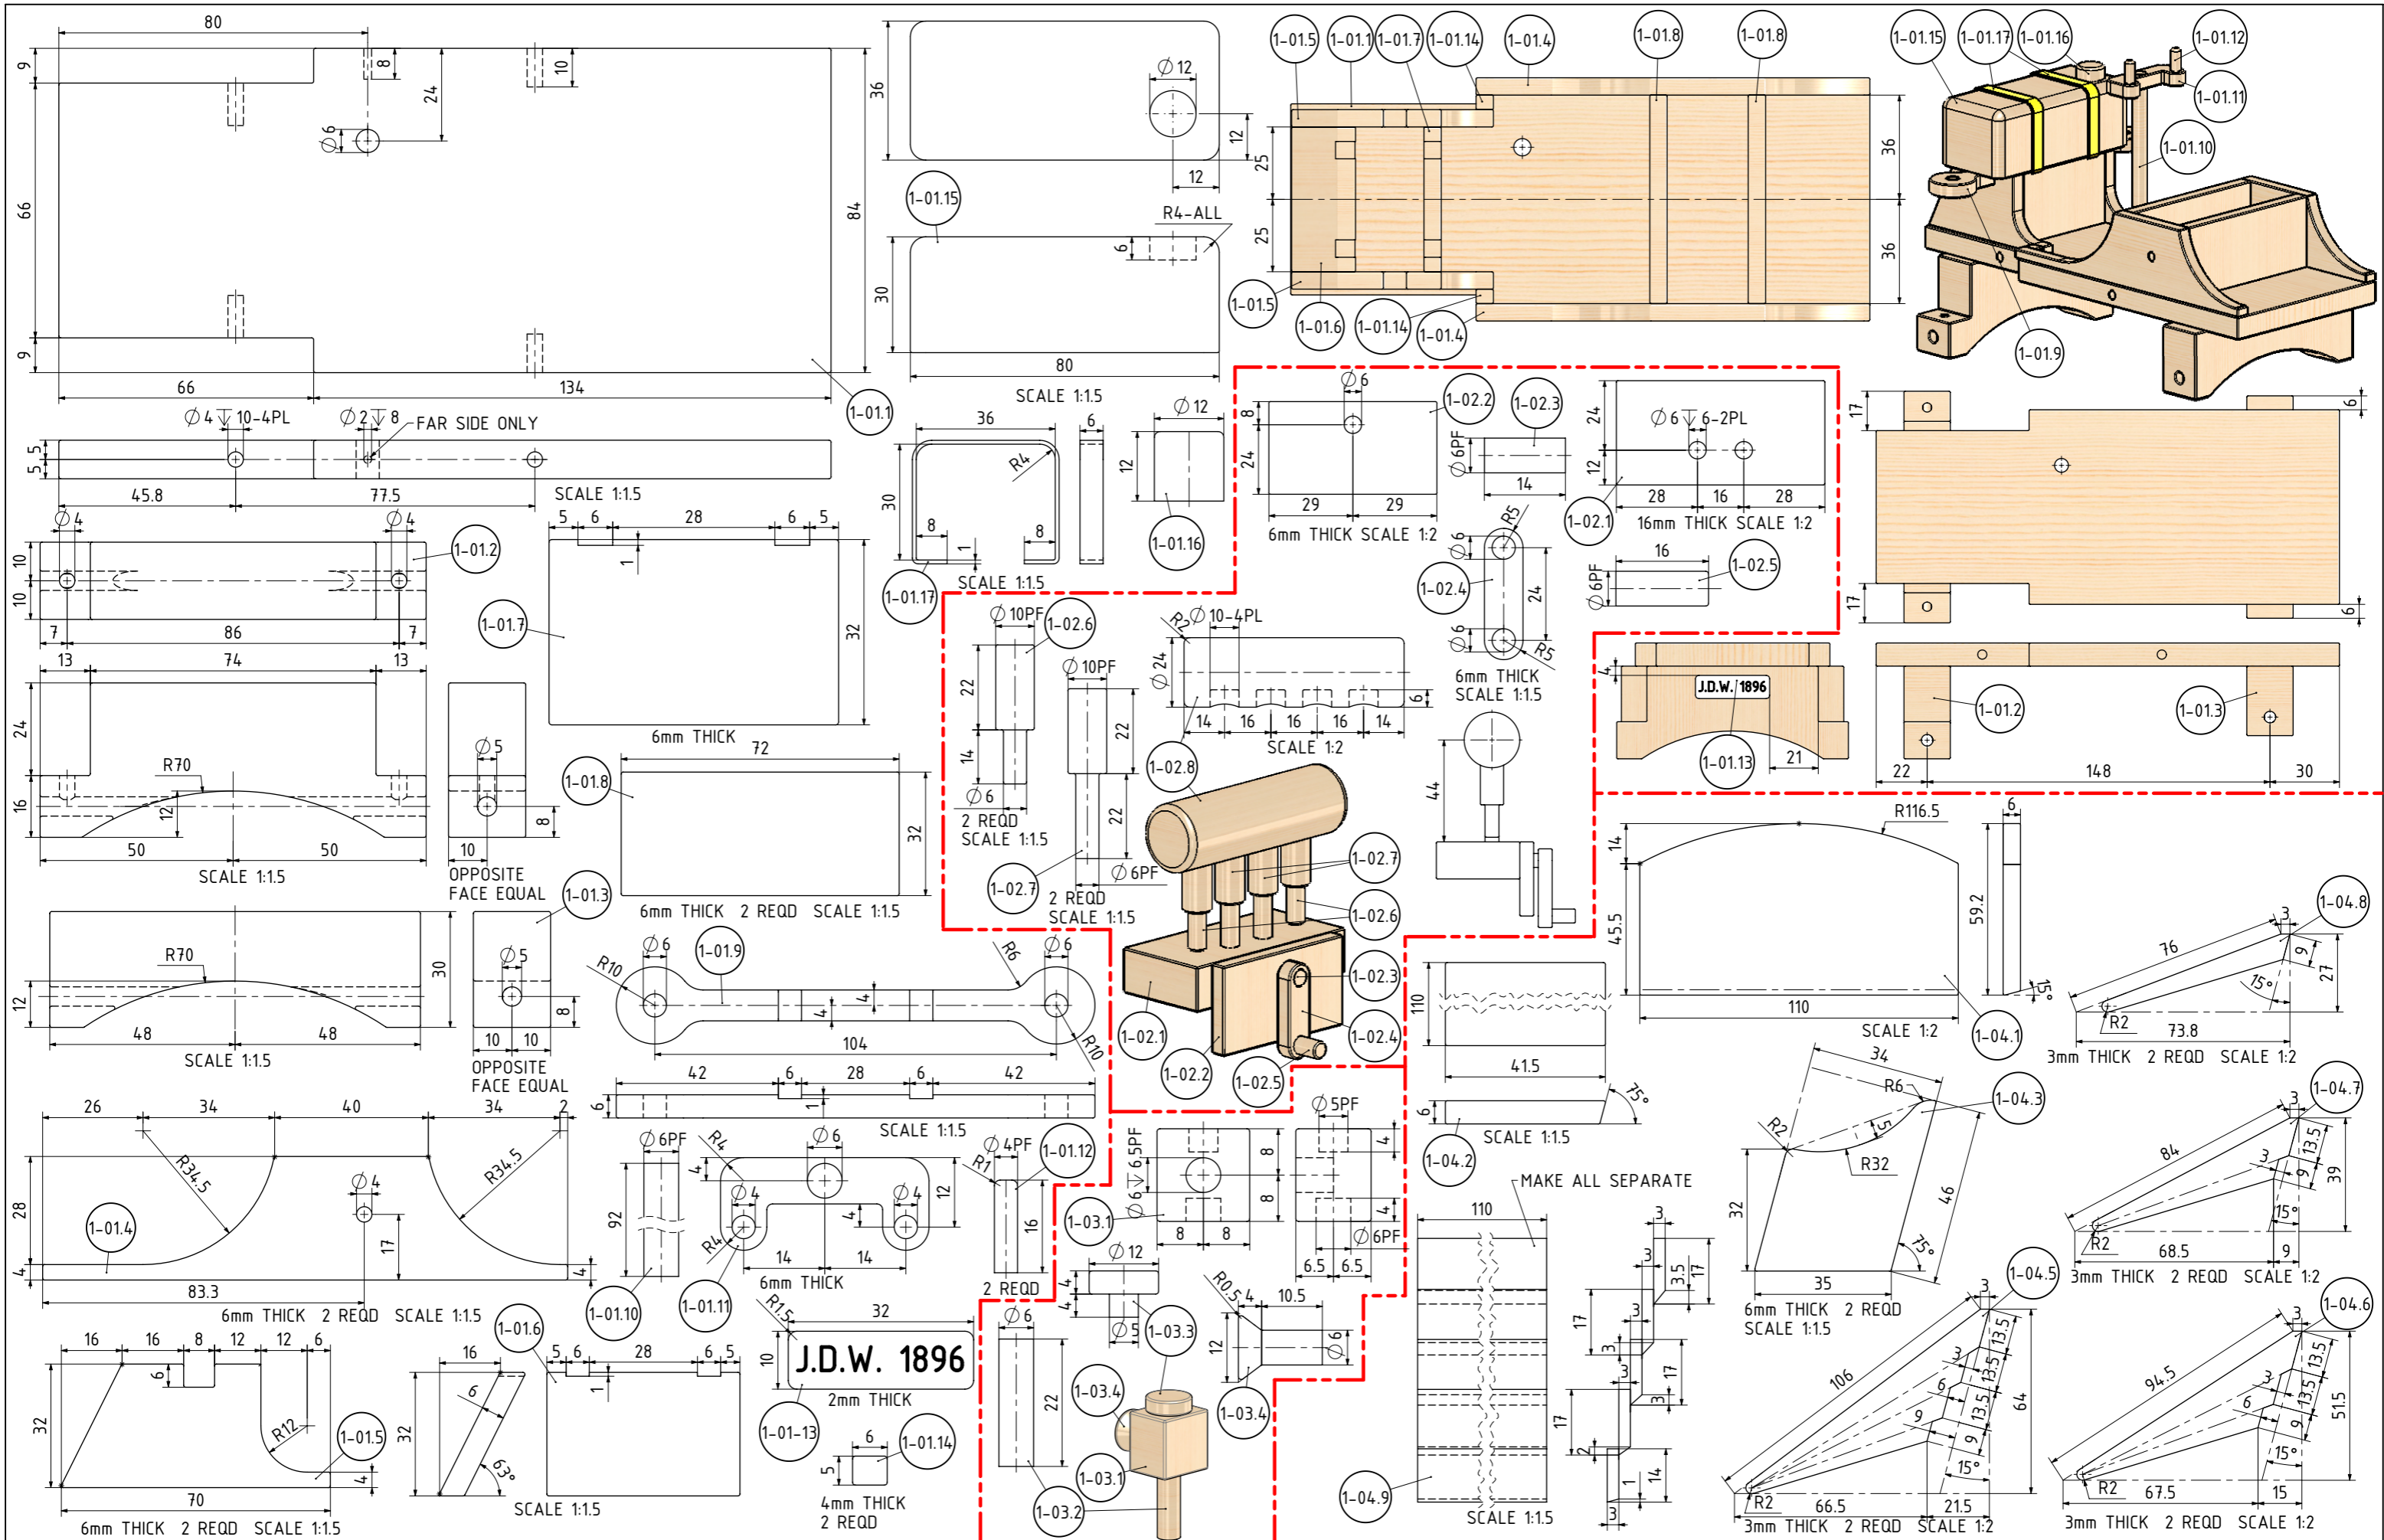 80
9
66
9
8
10
24
Ø6
84
66
134
1-01.1
Ø4↧10-4PL
Ø2↧8
FAR SIDE ONLY
5
5
45.8
77.5
SCALE 1:1.5
36
Ø12
12
12
1-01.15
R4-ALL
6
30
80
SCALE 1:1.5
1-01.5
1-01.1
1-01.7
1-01.14
1-01.4
1-01.8
1-01.8
25
25
36
36
1-01.5
1-01.6
1-01.14
1-01.4
1-01.15
1-01.17
1-01.16
1-01.12
1-01.11
1-01.10
1-01.9
Ø4
Ø4
1-01.2
10
10
7
86
7
13
74
13
24
16
R70
12
50
50
SCALE 1:1.5
Ø5
8
10
OPPOSITE
FACE EQUAL
5
6
28
6
5
1
1-01.7
32
6mm THICK
36
6
R4
30
8
8
1
SCALE 1:1.5
1-01.17
Ø12
12
1-01.16
72
1-01.8
32
6mm THICK 2 REQD SCALE 1:1.5
1-01.3
R70
12
30
48
48
SCALE 1:1.5
Ø5
8
10
10
OPPOSITE
FACE EQUAL
Ø6
1-01.9
R6
Ø6
R10
4
4
R10
104
42
6
28
6
42
6
1
SCALE 1:1.5
26
34
40
34
2
R34.5
R34.5
Ø4
28
4
1-01.4
17
4
83.3
6mm THICK 2 REQD SCALE 1:1.5
Ø6PF
92
1-01.10
R4
Ø6
4
Ø4
Ø4
12
4
R4
14
14
6mm THICK
1-01.11
Ø4PF
1-01.12
R1
16
2 REQD
16
16
8
12
12
6
6
32
R12
1-01.5
4
70
6mm THICK 2 REQD SCALE 1:1.5
1-01.6
16
6
32
63°
5
6
28
6
5
1
SCALE 1:1.5
R1.5
32
10
J.D.W. 1896
2mm THICK
1-01-13
6
5
1-01.14
4mm THICK
2 REQD
Ø6
8
24
1-02.2
29
29
6mm THICK SCALE 1:2
1-02.3
Ø6PF
14
24
12
Ø6↧6-2PL
28
16
28
1-02.1
16mm THICK SCALE 1:2
R5
Ø6
1-02.4
24
Ø6
R5
6mm THICK
SCALE 1:1.5
16
Ø6PF
1-02.5
Ø10PF
1-02.6
22
14
Ø6
2 REQD
SCALE 1:1.5
Ø10PF
22
22
1-02.7
Ø6PF
2 REQD
SCALE 1:1.5
R2
Ø10-4PL
Ø24
6
14
16
16
16
14
SCALE 1:2
1-02.8
44
1-02.7
1-02.6
1-02.3
1-02.4
1-02.1
1-02.2
1-02.5
17
17
6
6
4
J.D.W. 1896
1-01.13
21
1-01.2
1-01.3
22
148
30
Ø6↧6.5PF
8
8
1-03.1
8
8
Ø5PF
4
4
Ø6PF
6.5
6.5
Ø12
4
4
Ø5
1-03.3
Ø6
22
R0.5
4
10.5
12
Ø6
1-03.4
1-03.4
1-03.1
1-03.2
R116.5
6
14
45.5
59.2
15°
110
SCALE 1:2
1-04.1
110
41.5
6
75°
1-04.2
SCALE 1:1.5
MAKE ALL SEPARATE
110
3
3
3.5
17
17
3
3
17
3
3
17
2
1
14
3
1-04.9
SCALE 1:1.5
34
R6
1-04.3
R2
5
R32
32
46
75°
35
6mm THICK 2 REQD
SCALE 1:1.5
1-04.8
3
76
9
27
15°
R2
73.8
3mm THICK 2 REQD SCALE 1:2
1-04.7
3
84
13.5
3
9
39
15°
R2
68.5
9
3mm THICK 2 REQD SCALE 1:2
1-04.5
3
106
13.5
3
13.5
6
13.5
9
9
64
15°
R2
66.5
21.5
3mm THICK 2 REQD SCALE 1:2
1-04.6
3
94.5
13.5
3
13.5
6
9
51.5
15°
R2
67.5
15
3mm THICK 2 REQD SCALE 1:2